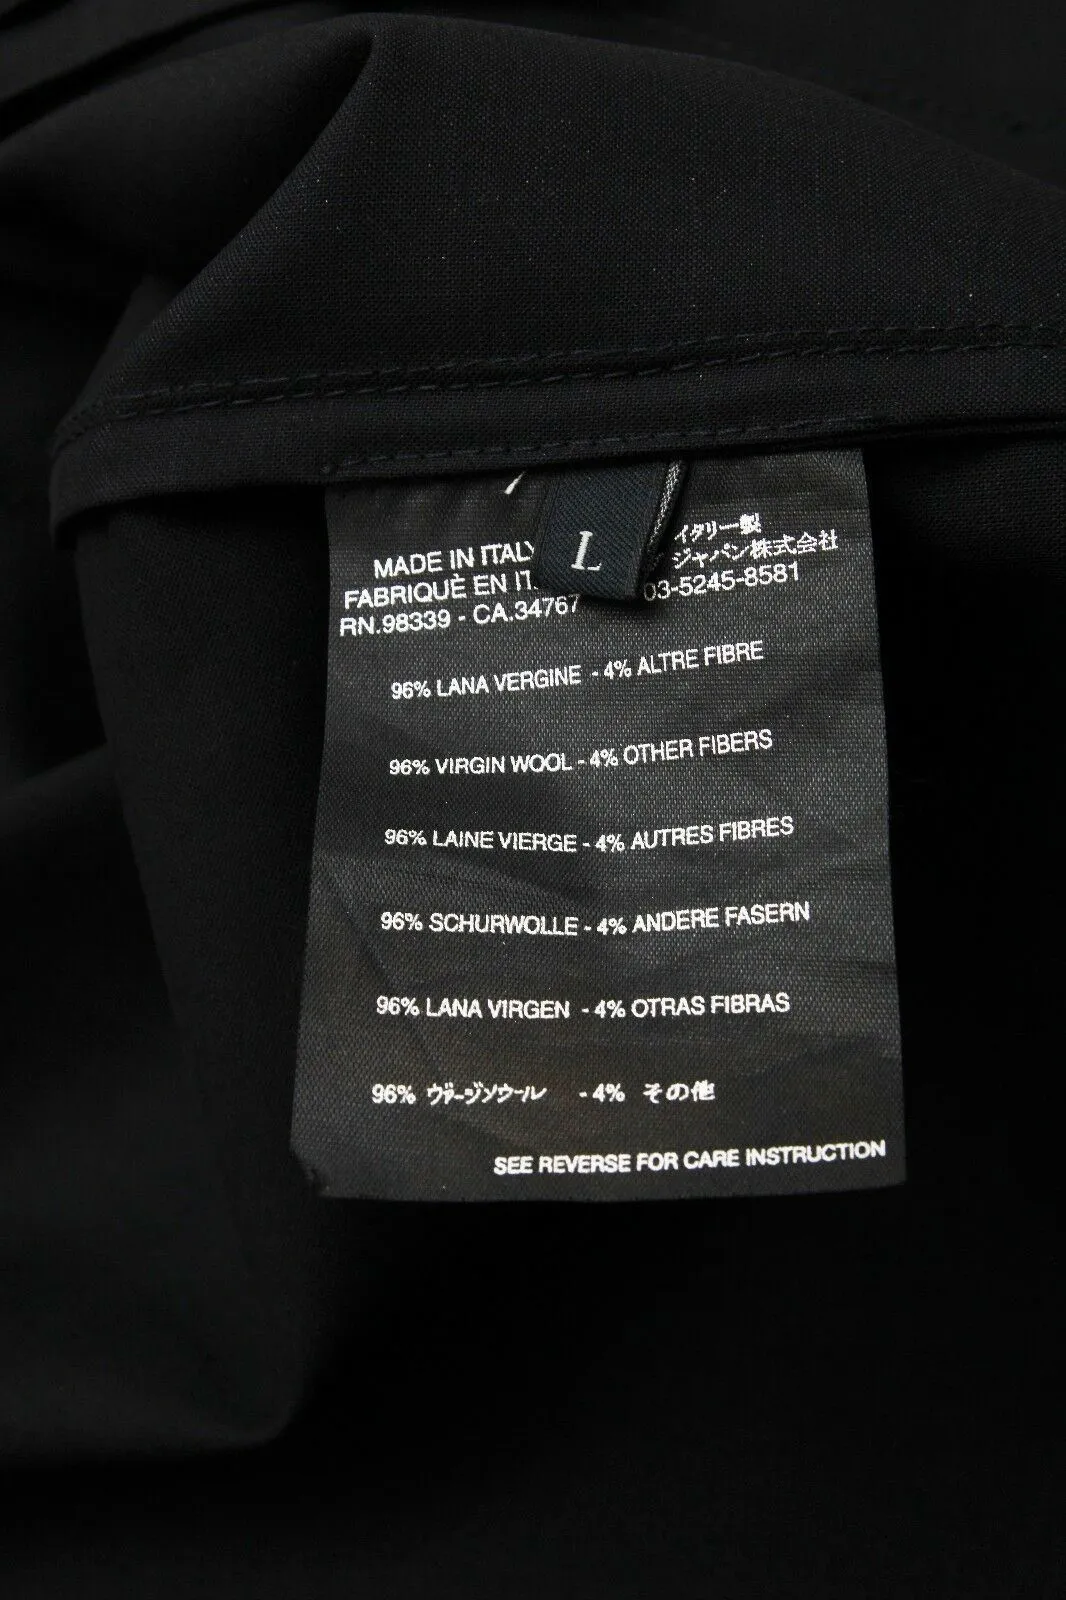 L
MADE IN ITALY
FABRIQUÈ EN
RN.98339 - CA.34767
イタリー製
ジャパン株式会社
03-5245-8581
96% LANA VERGINE - 4% ALTRE FIBRE
96% VIRGIN WOOL - 4% OTHER FIBERS
96% LAINE VIERGE - 4% AUTRES FIBRES
96% SCHURWOLLE - 4% ANDERE FASERN
96% LANA VIRGEN - 4% OTRAS FIBRAS
96% ヴァージンウール - 4% その他
SEE REVERSE FOR CARE INSTRUCTION